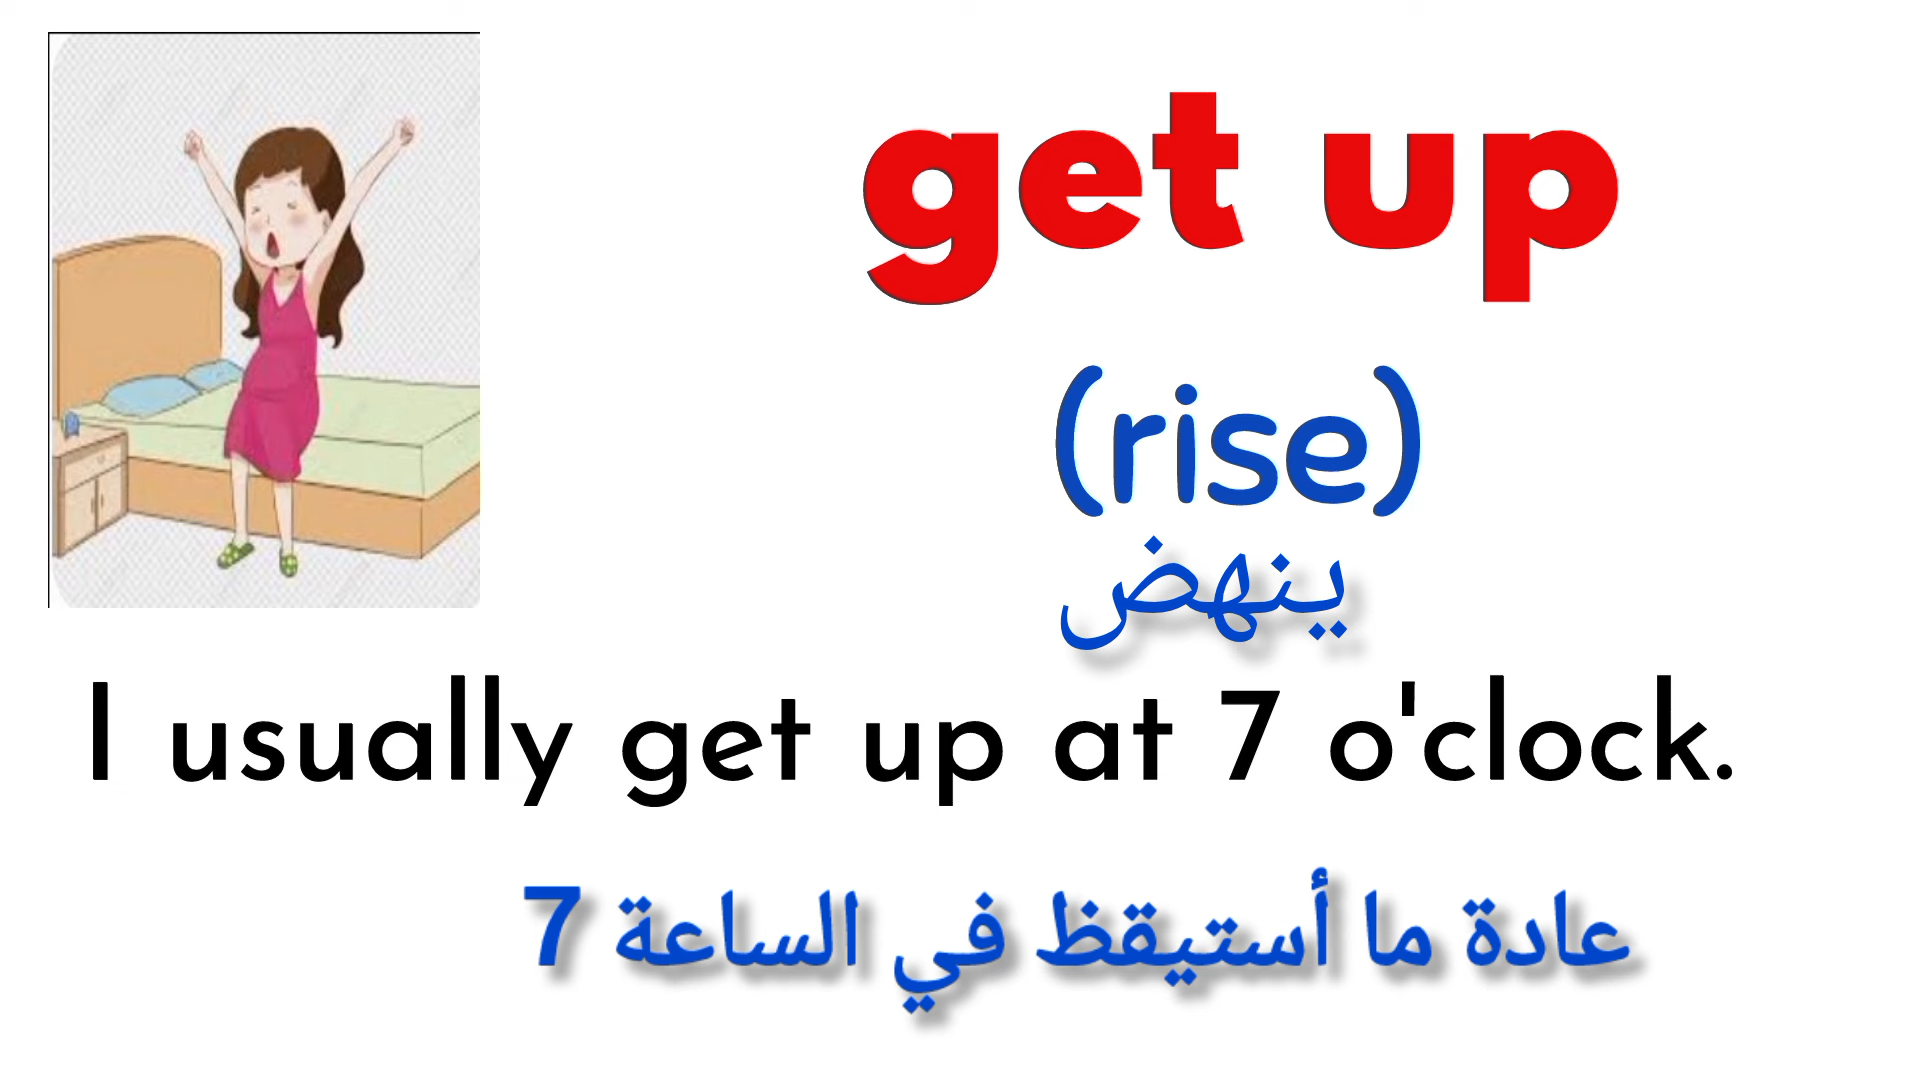 get up
(rise)
ينهض
I usually get up at 7 o'clock.
عادة ما أستيقظ في الساعة 7